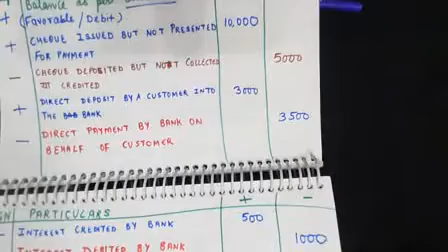 Balance as per
+ (Favorable/Debit) 10,000
+ CHEQUE ISSUED BUT NOT PRESENTED
FOR PAYMENT
- CHEQUE DEPOSITED BUT NOT COLLECTED 5000
या CREDITED
+ DIRECT DEPOSIT BY A CUSTOMER INTO 3000
THE BANK
- DIRECT PAYMENT BY BANK ON 3500
BEHALF OF CUSTOMER
PARTICULARS + -
INTEREST CREDITED BY BANK 500
INTEREST DEBITED BY BANK 1000